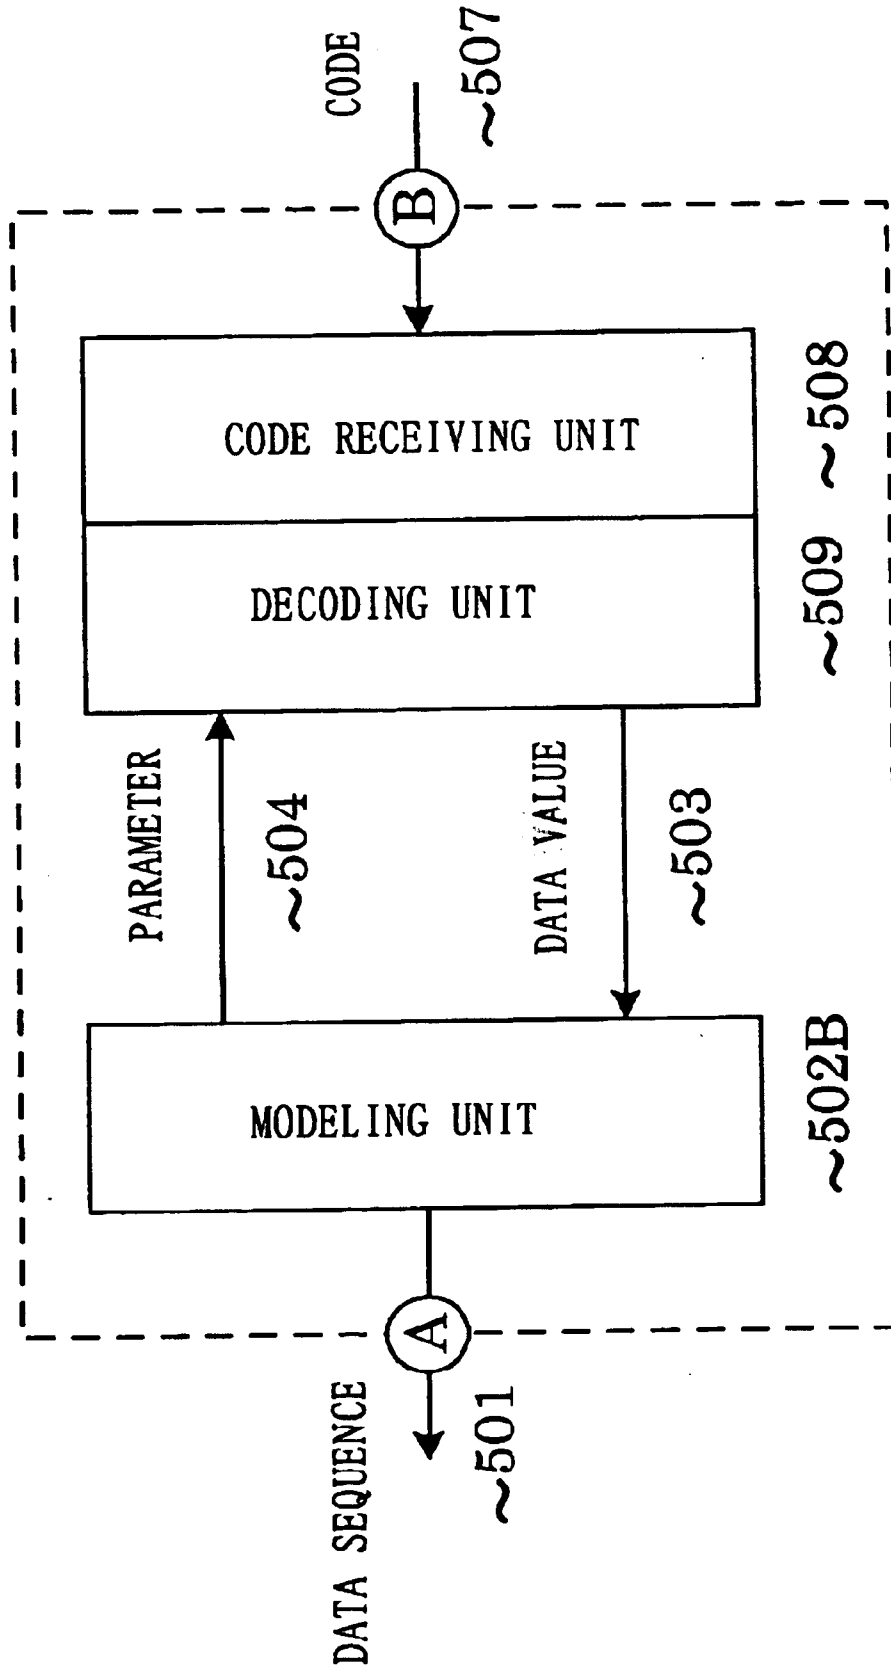 DATA SEQUENCE
~501
A
MODELING UNIT
~502B
PARAMETER
~504
DATA VALUE
~503
DECODING UNIT
~509
CODE RECEIVING UNIT
~508
B
CODE
~507